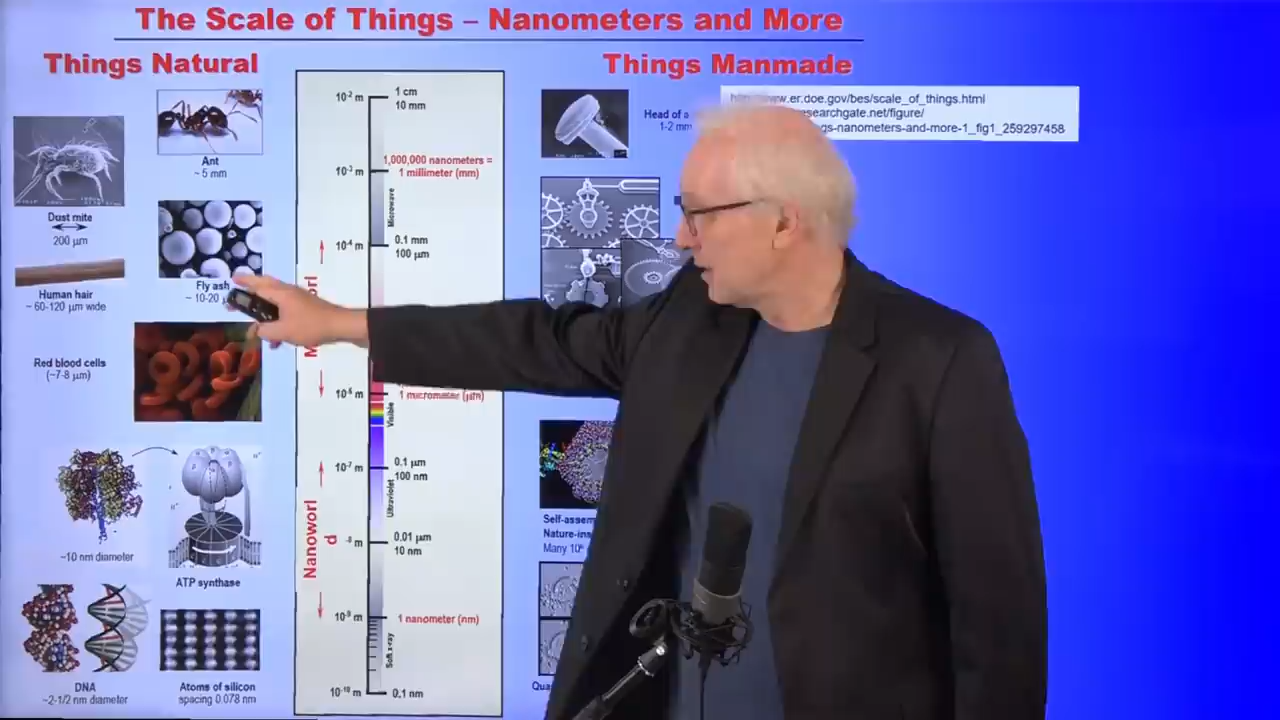 The Scale of Things – Nanometers and More
Things Natural
Things Manmade
Ant
~ 5 mm
Dust mite
200 µm
Fly ash
~ 10-20
Human hair
~ 60-120 µm wide
Red blood cells
(~7-8 µm)
~10 nm diameter
ATP synthase
DNA
~2-1/2 nm diameter
Atoms of silicon
spacing 0.078 nm
10-2 m
1 cm
10 mm
1,000,000 nanometers =
10-3 m
1 millimeter (mm)
Microwave
0.1 mm
10-4 m
100 µm
10-6 m
1 micrometer (µm)
Visible
0.1 µm
10-7 m
100 nm
Ultraviolet
Nanoworl
d
0.01 µm
-8 m
10 nm
10-9 m
1 nanometer (nm)
Soft x-ray
10-10 m
0.1 nm
Head of a
1-2 mm
www.er.doe.gov/bes/scale_of_things.html
researchgate.net/figure/
gs-nanometers-and-more-1_fig1_259297458
Self-assem
Nature-ins
Many 10
Qua